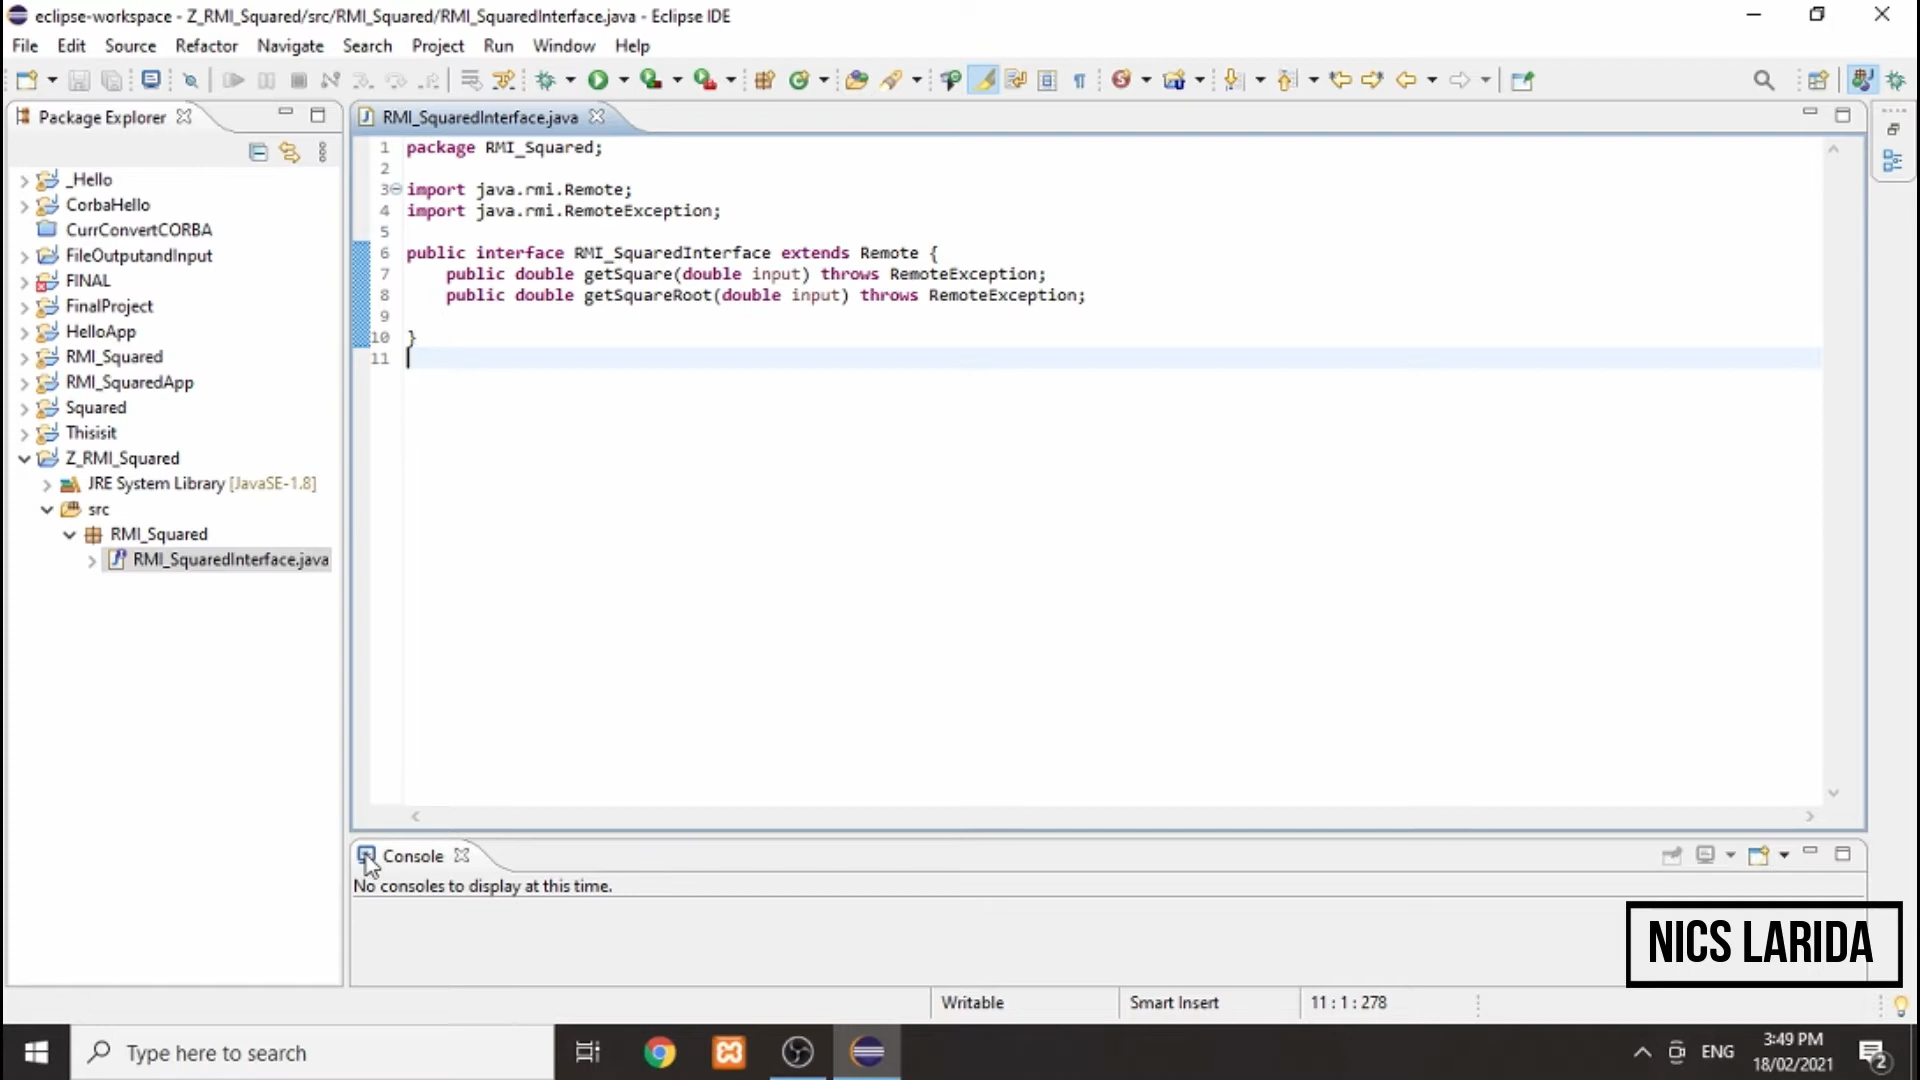 eclipse-workspace - Z_RMI_Squared/src/RMI_Squared/RMI_SquaredInterface.java - Eclipse IDE
File Edit Source Refactor Navigate Search Project Run Window Help
Package Explorer
_Hello
CorbaHello
CurrConvertCORBA
FileOutputandInput
FINAL
FinalProject
HelloApp
RMI_Squared
RMI_SquaredApp
Squared
Thisisit
Z_RMI_Squared
JRE System Library [JavaSE-1.8]
src
RMI_Squared
RMI_SquaredInterface.java
RMI_SquaredInterface.java
1 package RMI_Squared;
2
3 import java.rmi.Remote;
4 import java.rmi.RemoteException;
5
6 public interface RMI_SquaredInterface extends Remote {
7 public double getSquare(double input) throws RemoteException;
8 public double getSquareRoot(double input) throws RemoteException;
9
10 }
11
Console
No consoles to display at this time.
NICS LARIDA
Writable Smart Insert 11 : 1 : 278
Type here to search
ENG
3:49 PM
18/02/2021
2